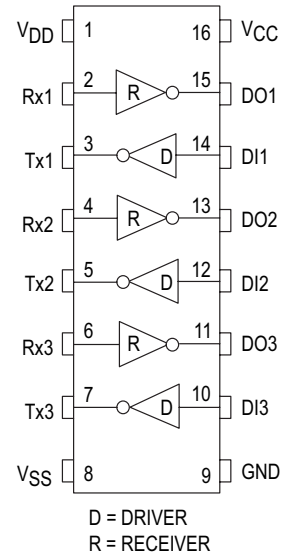 VDD 1 16 VCC
Rx1 2 R 15 DO1
Tx1 3 D 14 DI1
Rx2 4 R 13 DO2
Tx2 5 D 12 DI2
Rx3 6 R 11 DO3
Tx3 7 D 10 DI3
VSS 8 9 GND
D = DRIVER
R = RECEIVER